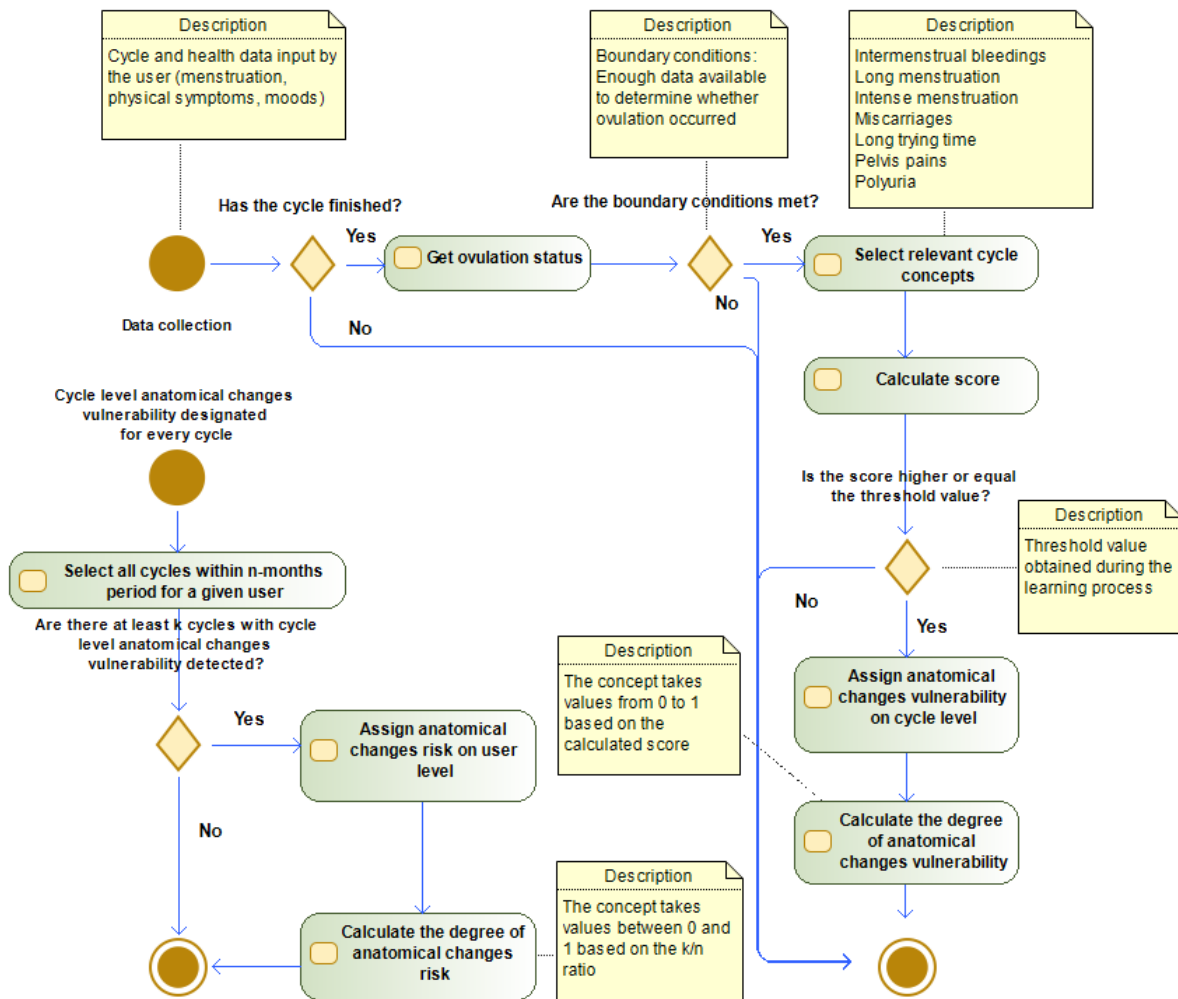 Description
Cycle and health data input by
the user (menstruation,
physical symptoms, moods)
Description
Boundary conditions:
Enough data available
to determine whether
ovulation occurred
Description
Intermenstrual bleedings
Long menstruation
Intense menstruation
Miscarriages
Long trying time
Pelvis pains
Polyuria
Has the cycle finished?
Are the boundary conditions met?
Yes
Get ovulation status
Yes
Select relevant cycle
concepts
No
No
Data collection
Calculate score
Is the score higher or equal
the threshold value?
Description
Threshold value
obtained during the
learning process
No
Yes
Assign anatomical
changes vulnerability
on cycle level
Description
The concept takes
values from 0 to 1
based on the
calculated score
Calculate the degree
of anatomical
changes vulnerability
Cycle level anatomical changes
vulnerability designated
for every cycle
Select all cycles within n-months
period for a given user
Are there at least k cycles with cycle
level anatomical changes
vulnerability detected?
Yes
Assign anatomical
changes risk on user
level
No
Calculate the degree of
anatomical changes
risk
Description
The concept takes
values between 0 and
1 based on the k/n
ratio